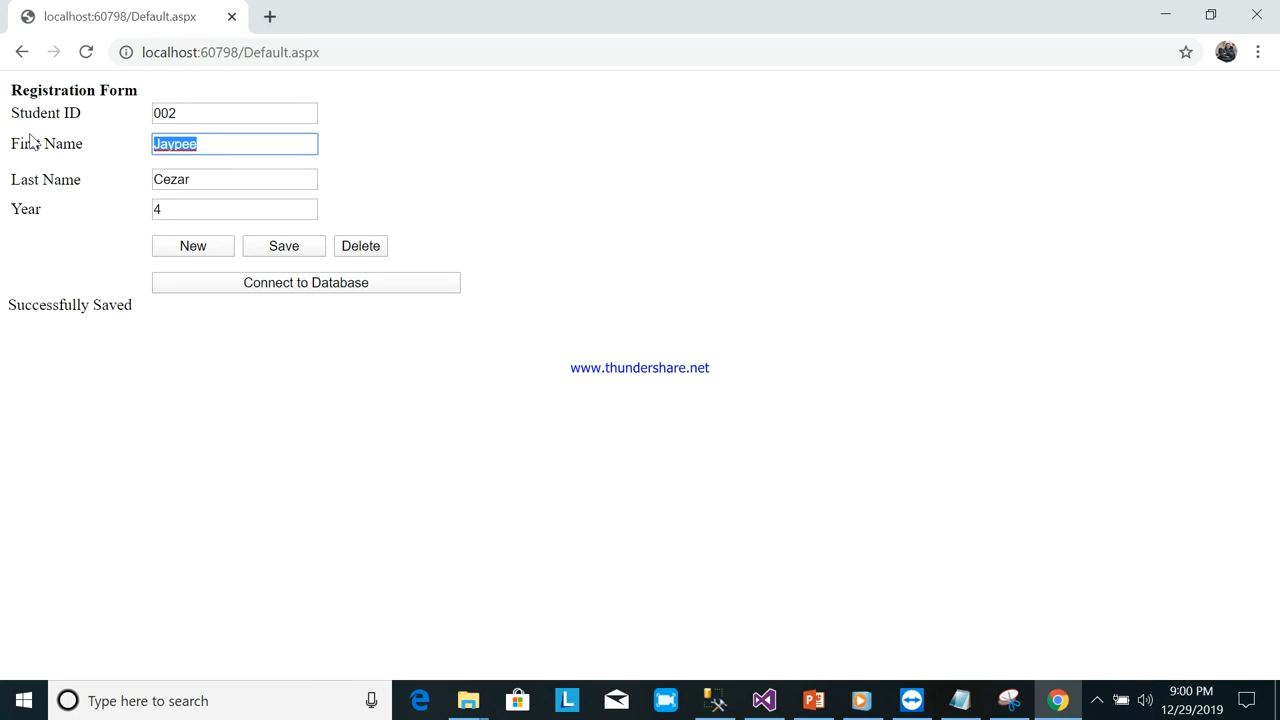 localhost:60798/Default.aspx
localhost:60798/Default.aspx
Registration Form
Student ID 002
First Name Jaypee
Last Name Cezar
Year 4
New Save Delete
Connect to Database
Successfully Saved
www.thundershare.net
Type here to search
L
9:00 PM
12/29/2019